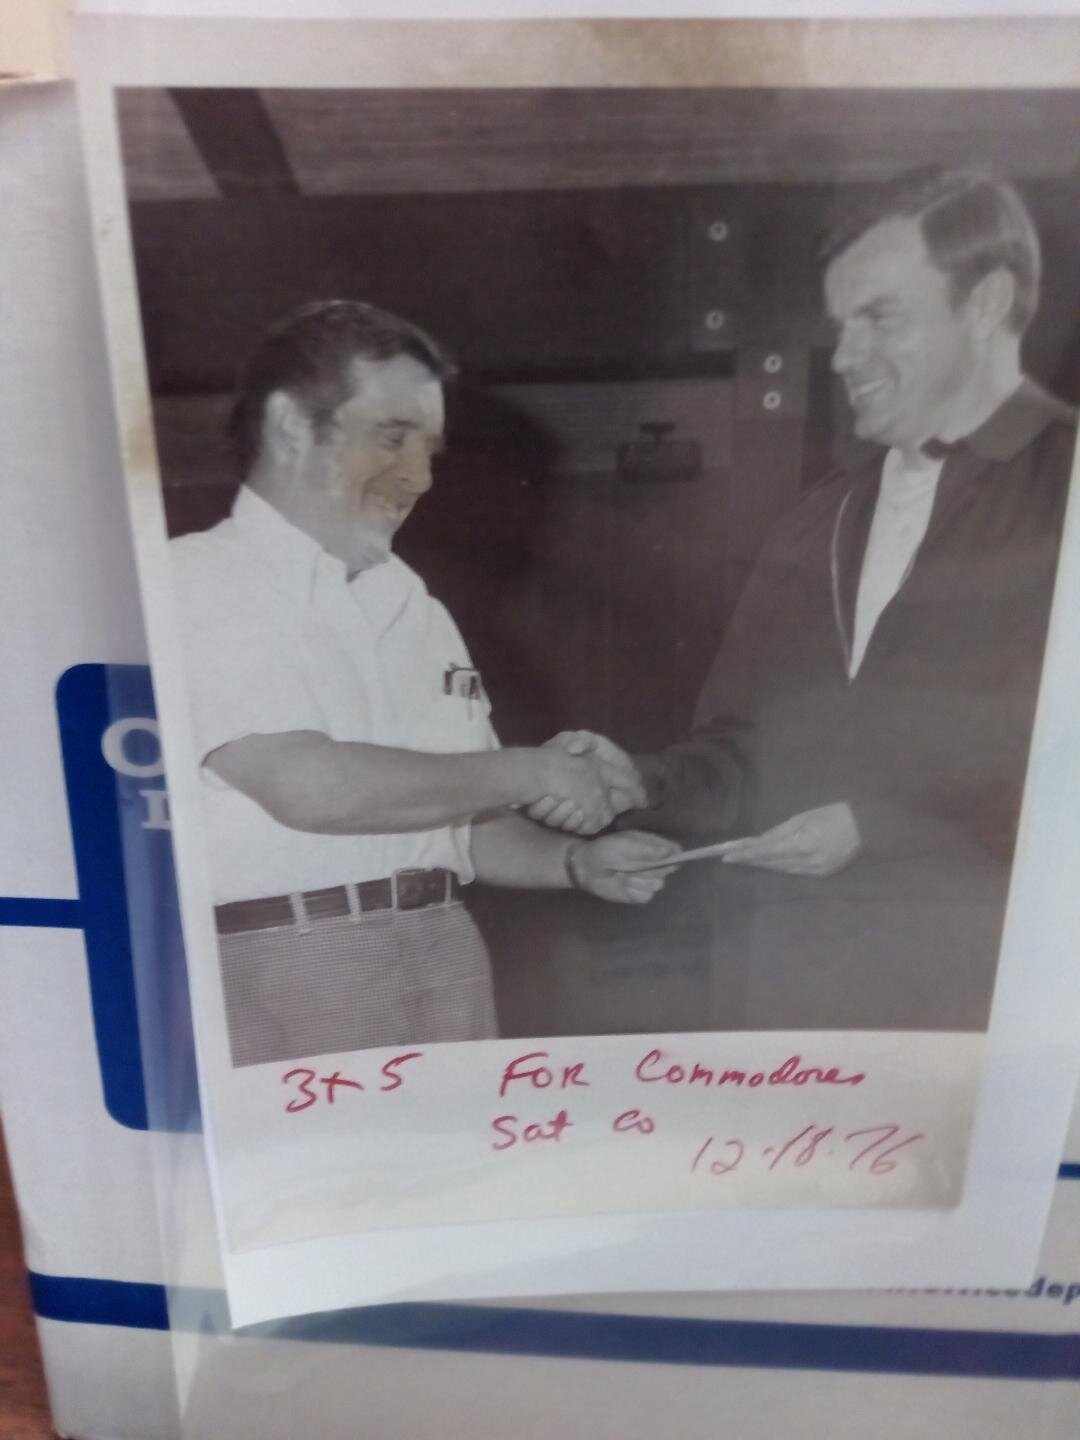 3x5 FOR Commodores
Sat Co
12-18-76